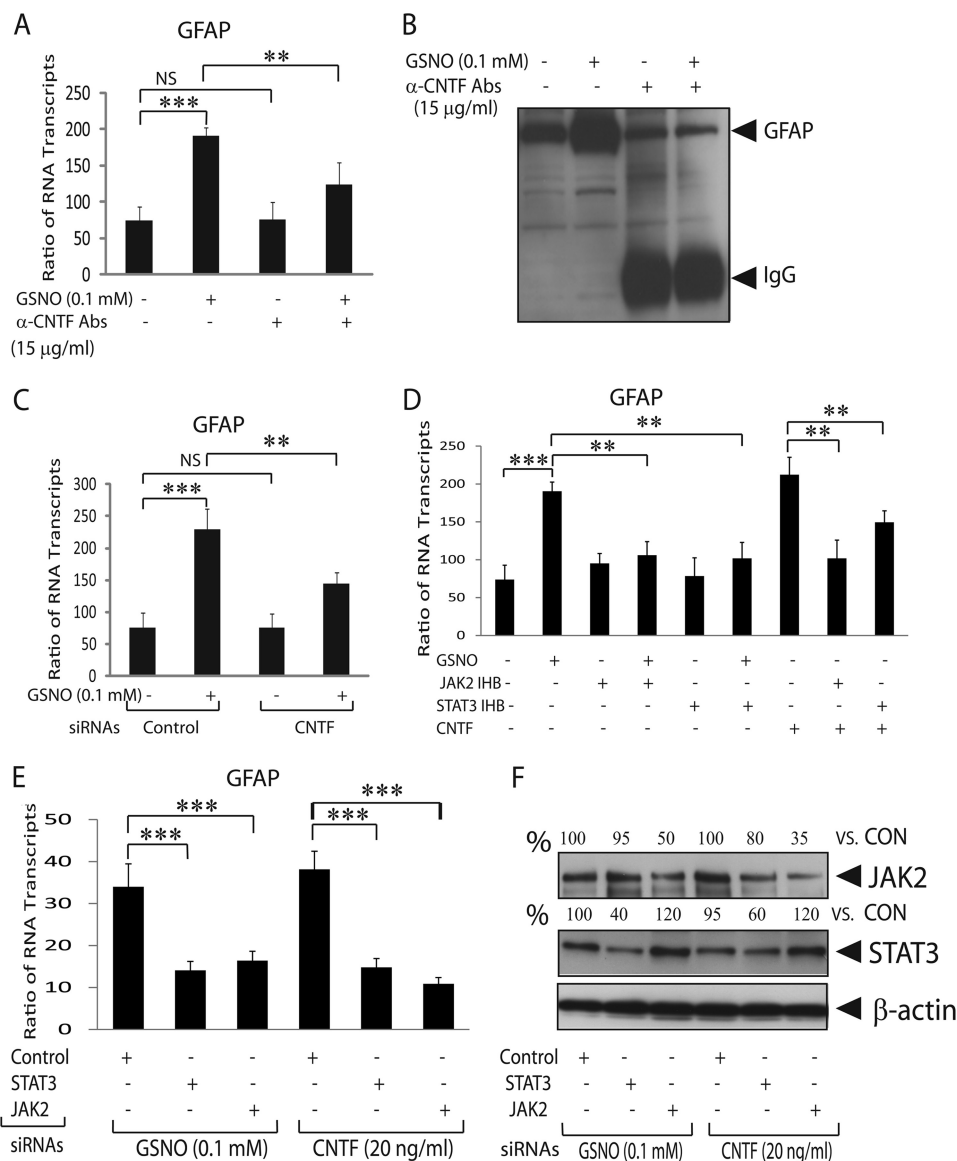 A
GFAP
Ratio of RNA Transcripts
250
200
150
100
50
0
NS
***
**
GSNO (0.1 mM) - + - +
α-CNTF Abs - - + +
(15 μg/ml)
B
GSNO (0.1 mM) - + - +
α-CNTF Abs - - + +
(15 μg/ml)
GFAP
IgG
C
GFAP
Ratio of RNA Transcripts
300
250
200
150
100
50
0
NS
***
**
GSNO (0.1 mM) - + - +
siRNAs Control CNTF
D
GFAP
Ratio of RNA Transcripts
250
200
150
100
50
0
***
**
**
**
**
GSNO - + - + - + - - -
JAK2 IHB - - + + - - - + -
STAT3 IHB - - - - + + - - +
CNTF - - - - - - + + +
E
GFAP
Ratio of RNA Transcripts
50
40
30
20
10
0
***
***
***
***
Control + - - + - -
STAT3 - + - - + -
JAK2 - - + - - +
siRNAs GSNO (0.1 mM) CNTF (20 ng/ml)
F
% 100 95 50 100 80 35 VS. CON
JAK2
% 100 40 120 95 60 120 VS. CON
STAT3
β-actin
Control + - - + - -
STAT3 - + - - + -
JAK2 - - + - - +
siRNAs GSNO (0.1 mM) CNTF (20 ng/ml)